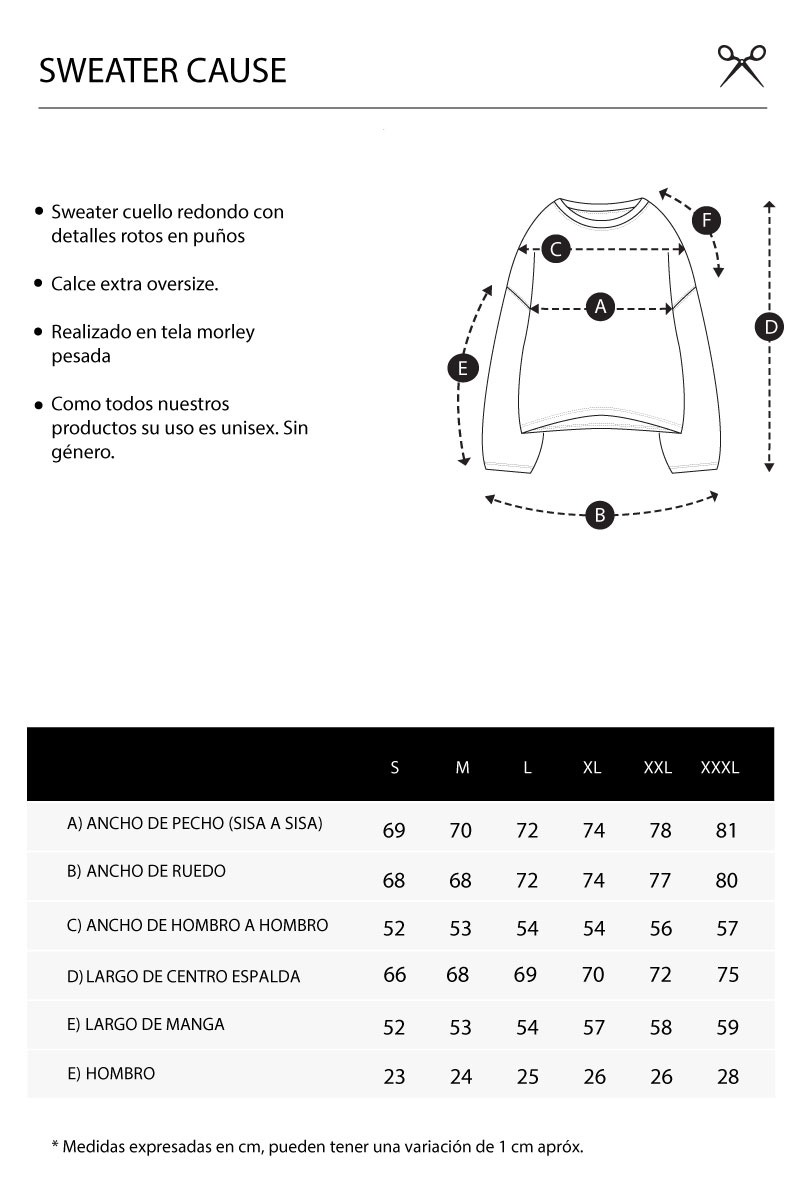 SWEATER CAUSE
• Sweater cuello redondo con
detalles rotos en puños
• Calce extra oversize.
• Realizado en tela morley
pesada
• Como todos nuestros
productos su uso es unisex. Sin
género.
F
C
A
D
E
B
S M L XL XXL XXXL
A) ANCHO DE PECHO (SISA A SISA) 69 70 72 74 78 81
B) ANCHO DE RUEDO 68 68 72 74 77 80
C) ANCHO DE HOMBRO A HOMBRO 52 53 54 54 56 57
D) LARGO DE CENTRO ESPALDA 66 68 69 70 72 75
E) LARGO DE MANGA 52 53 54 57 58 59
E) HOMBRO 23 24 25 26 26 28
* Medidas expresadas en cm, pueden tener una variación de 1 cm apróx.